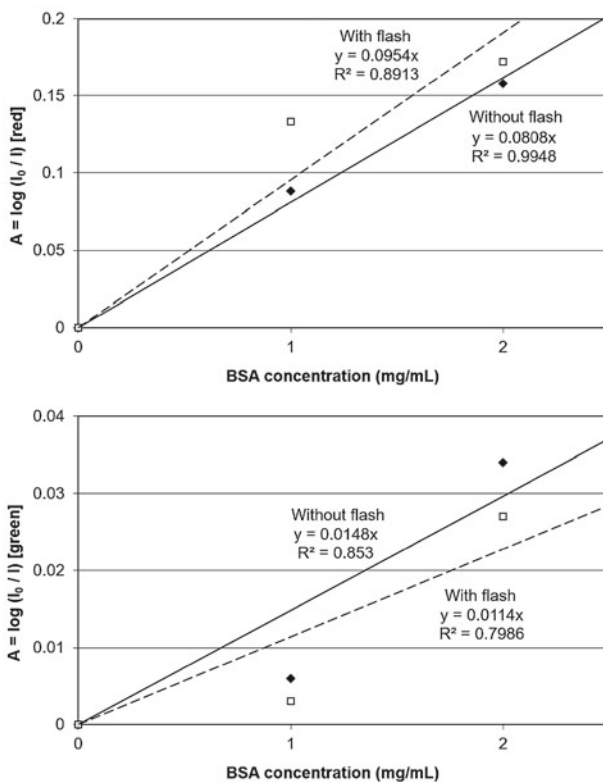 0.2
0.15
0.1
0.05
0
A = log (I₀ / I) [red]
With flash
y = 0.0954x
R² = 0.8913
Without flash
y = 0.0808x
R² = 0.9948
0
1
2
BSA concentration (mg/mL)
0.04
0.03
0.02
0.01
0
A = log (I₀ / I) [green]
Without flash
y = 0.0148x
R² = 0.853
With flash
y = 0.0114x
R² = 0.7986
0
1
2
BSA concentration (mg/mL)